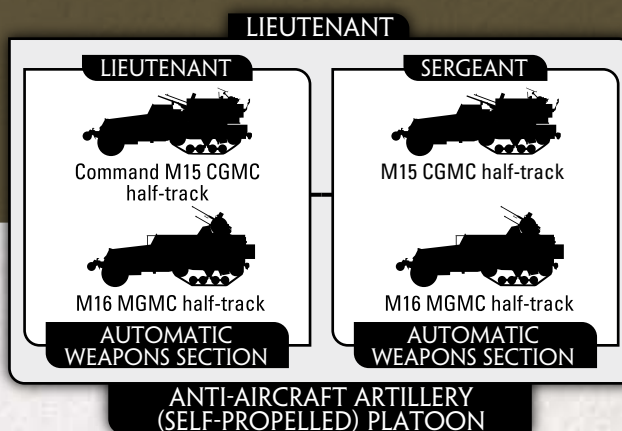 LIEUTENANT
LIEUTENANT
Command M15 CGMC
half-track
M16 MGMC half-track
AUTOMATIC
WEAPONS SECTION
SERGEANT
M15 CGMC half-track
M16 MGMC half-track
AUTOMATIC
WEAPONS SECTION
ANTI-AIRCRAFT ARTILLERY
(SELF-PROPELLED) PLATOON